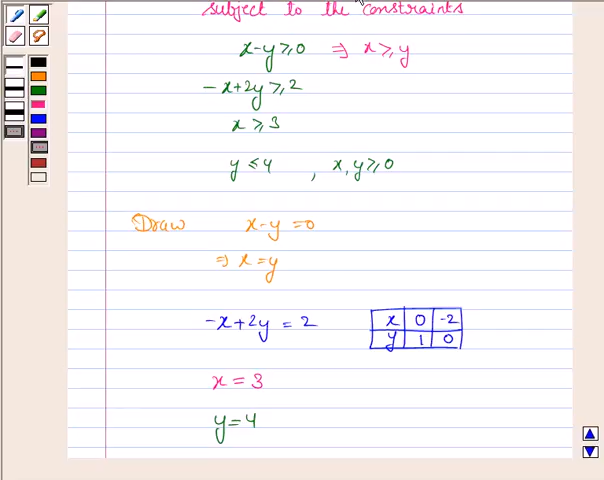 subject to the constraints
x-y ≥ 0 ⇒ x ≥ y
-x+2y ≥ 2
x ≥ 3
y ≤ 4 , x, y ≥ 0
Draw x-y = 0
⇒ x = y
-x+2y = 2
x 0 -2
y 1 0
x = 3
y = 4